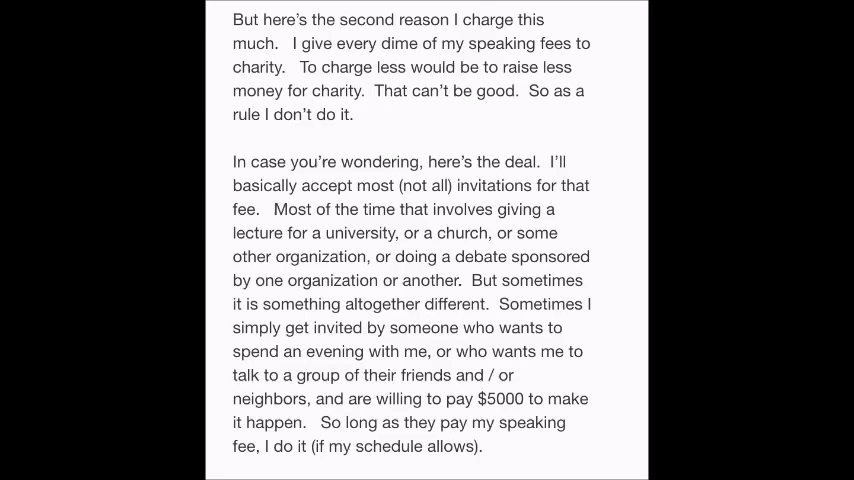 But here's the second reason I charge this
much.   I give every dime of my speaking fees to
charity.   To charge less would be to raise less
money for charity.  That can't be good.  So as a
rule I don't do it.
In case you're wondering, here's the deal.  I'll
basically accept most (not all) invitations for that
fee.   Most of the time that involves giving a
lecture for a university, or a church, or some
other organization, or doing a debate sponsored
by one organization or another.  But sometimes
it is something altogether different.  Sometimes I
simply get invited by someone who wants to
spend an evening with me, or who wants me to
talk to a group of their friends and / or
neighbors, and are willing to pay $5000 to make
it happen.   So long as they pay my speaking
fee, I do it (if my schedule allows).